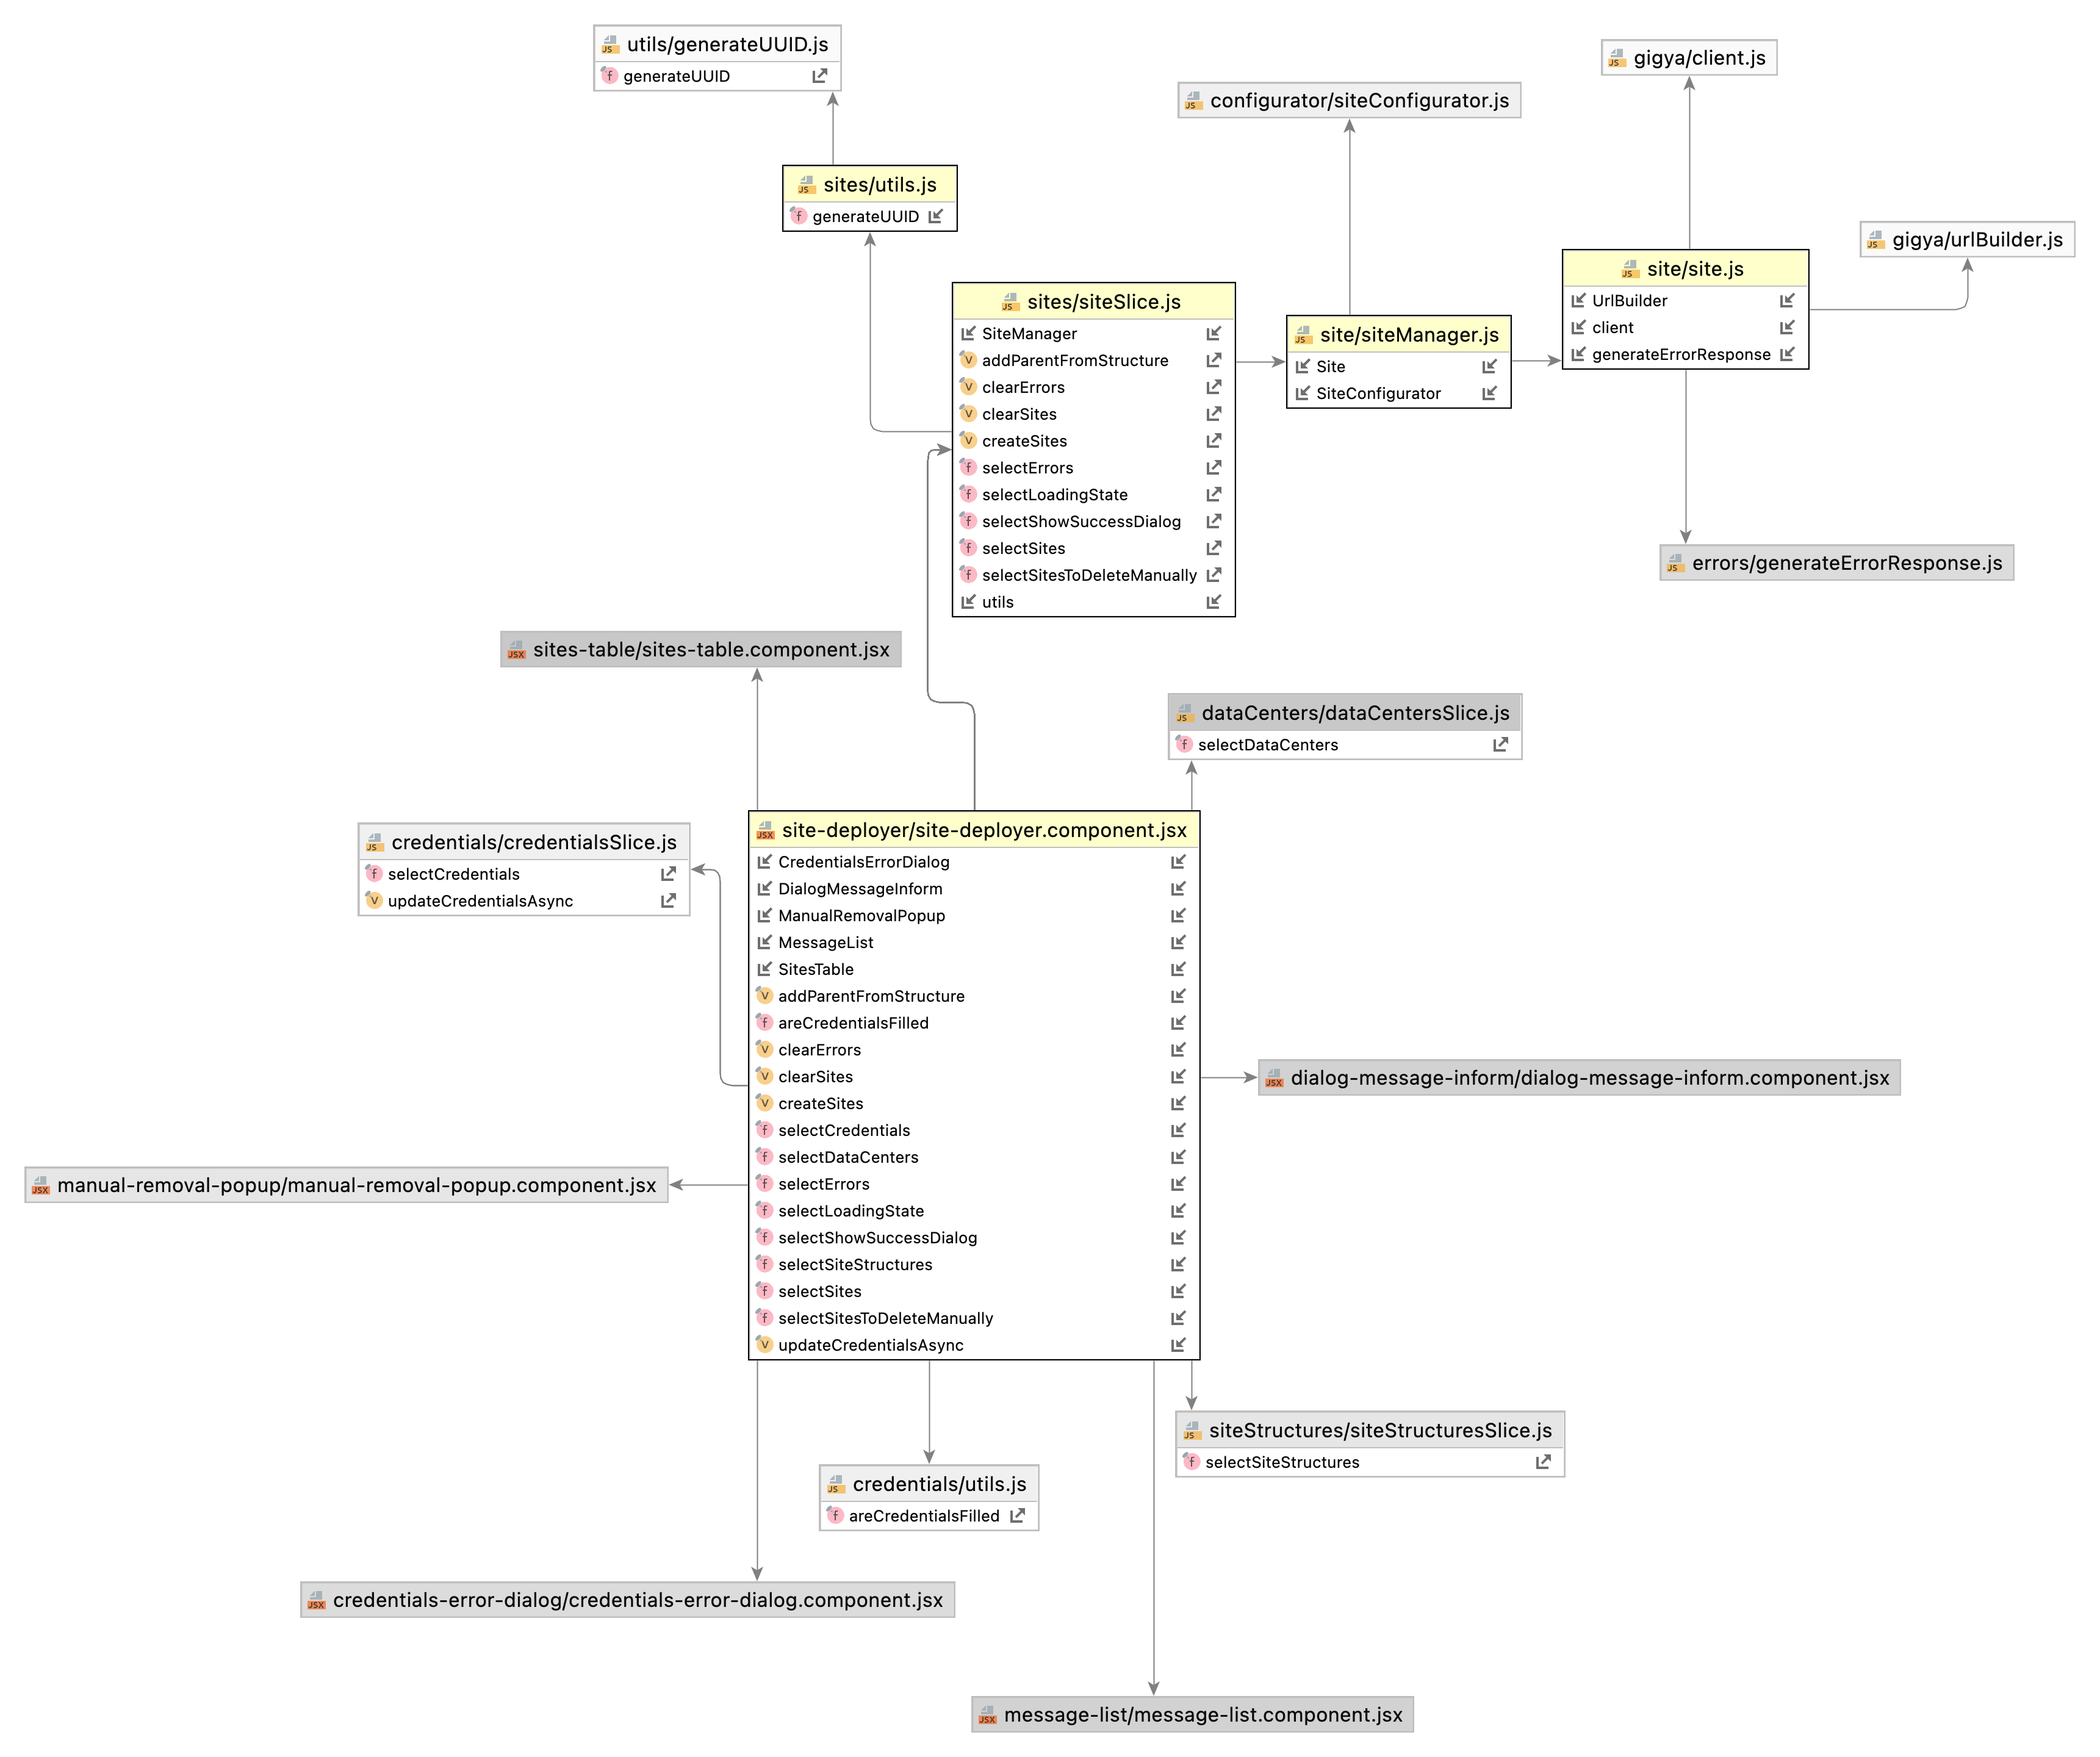 utils/generateUUID.js
generateUUID
gigya/client.js
configurator/siteConfigurator.js
sites/utils.js
generateUUID
gigya/urlBuilder.js
site/site.js
UrlBuilder
client
generateErrorResponse
sites/siteSlice.js
SiteManager
addParentFromStructure
clearErrors
clearSites
createSites
selectErrors
selectLoadingState
selectShowSuccessDialog
selectSites
selectSitesToDeleteManually
utils
site/siteManager.js
Site
SiteConfigurator
errors/generateErrorResponse.js
sites-table/sites-table.component.jsx
dataCenters/dataCentersSlice.js
selectDataCenters
credentials/credentialsSlice.js
selectCredentials
updateCredentialsAsync
site-deployer/site-deployer.component.jsx
CredentialsErrorDialog
DialogMessageInform
ManualRemovalPopup
MessageList
SitesTable
addParentFromStructure
areCredentialsFilled
clearErrors
clearSites
createSites
selectCredentials
selectDataCenters
selectErrors
selectLoadingState
selectShowSuccessDialog
selectSiteStructures
selectSites
selectSitesToDeleteManually
updateCredentialsAsync
dialog-message-inform/dialog-message-inform.component.jsx
manual-removal-popup/manual-removal-popup.component.jsx
siteStructures/siteStructuresSlice.js
selectSiteStructures
credentials/utils.js
areCredentialsFilled
credentials-error-dialog/credentials-error-dialog.component.jsx
message-list/message-list.component.jsx